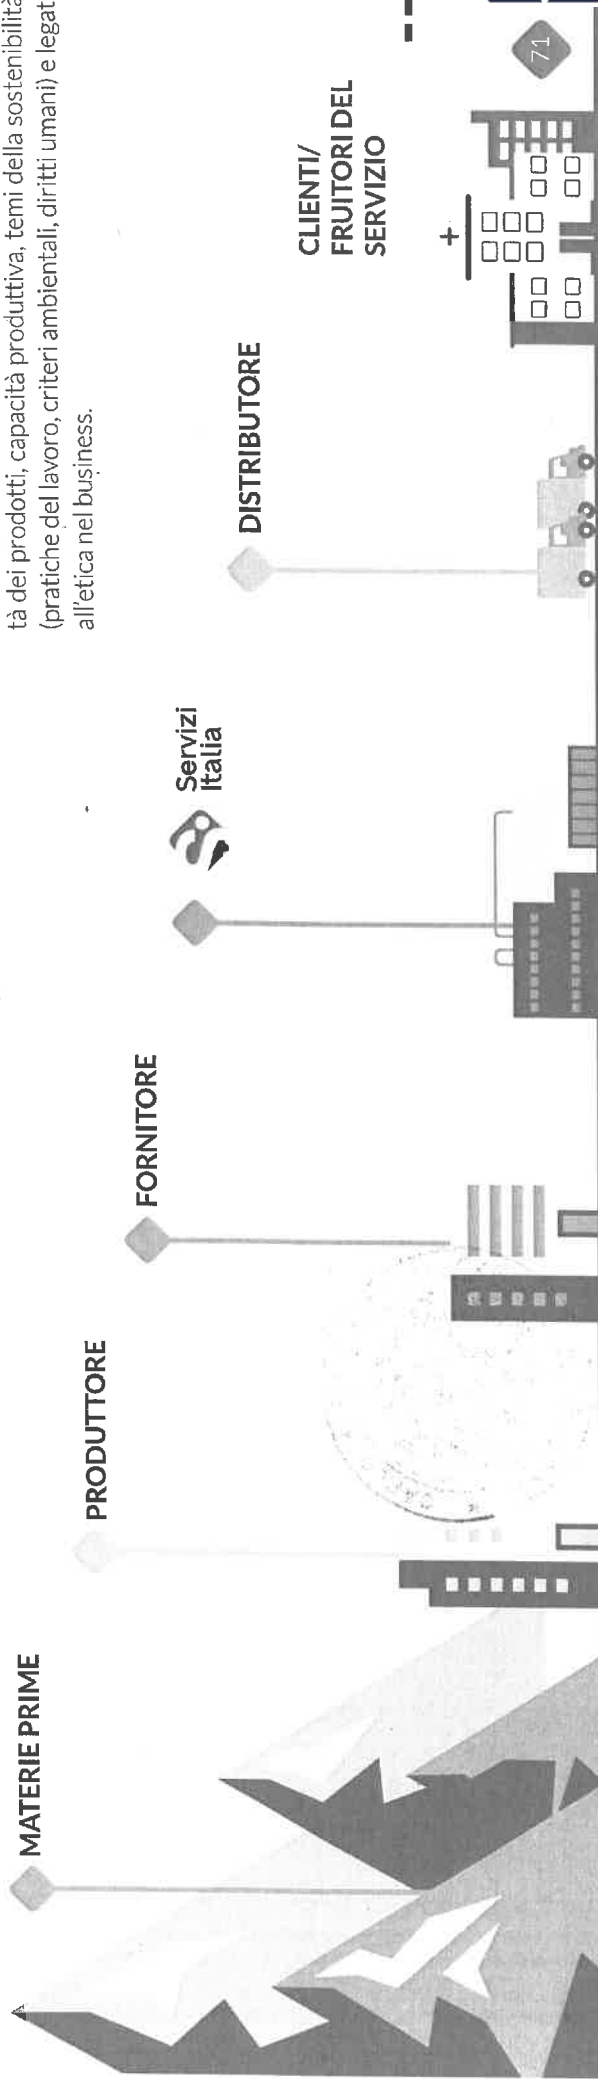 tà dei prodotti, capacità produttiva, temi della sostenibilità
(pratiche del lavoro, criteri ambientali, diritti umani) e legat
all'etica nel business.
MATERIE PRIME
PRODUTTORE
FORNITORE
Servizi
Italia
DISTRIBUTORE
CLIENTI/
FRUITORI DEL
SERVIZIO
+
71